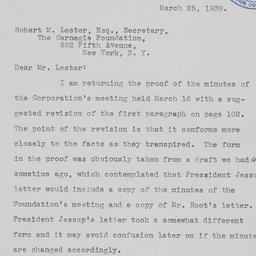 March 25, 1939.
Robert M. Lester, Esq., Secretary,
The Carnegie Foundation,
522 Fifth Avenue,
New York, N. Y.
Dear Mr. Lester:
I am returning the proof of the minutes of
the Corporation's meeting held March 16 with a sug-
gested revision of the first paragraph on page 102.
The point of the revision is that it conforms more
closely to the facts as they transpired. The form
in the proof was obviously taken from a draft we had
sometime ago, which contemplated that President Jessu
letter would include a copy of the minutes of the
Foundation's meeting and a copy of Mr. Root's letter.
President Jessup's letter took a somewhat different
form and it may avoid confusion later on if the minute
are changed accordingly.